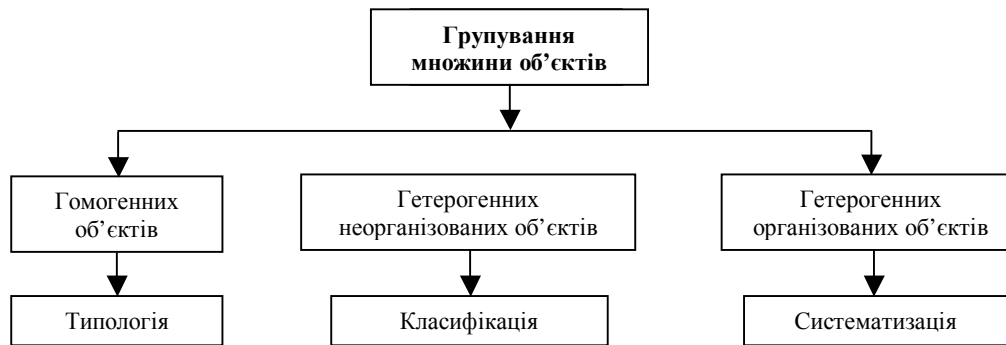 Групування
множини об’єктів
Гомогенних
об’єктів
Гетерогенних
неорганізованих об’єктів
Гетерогенних
організованих об’єктів
Типологія
Класифікація
Систематизація